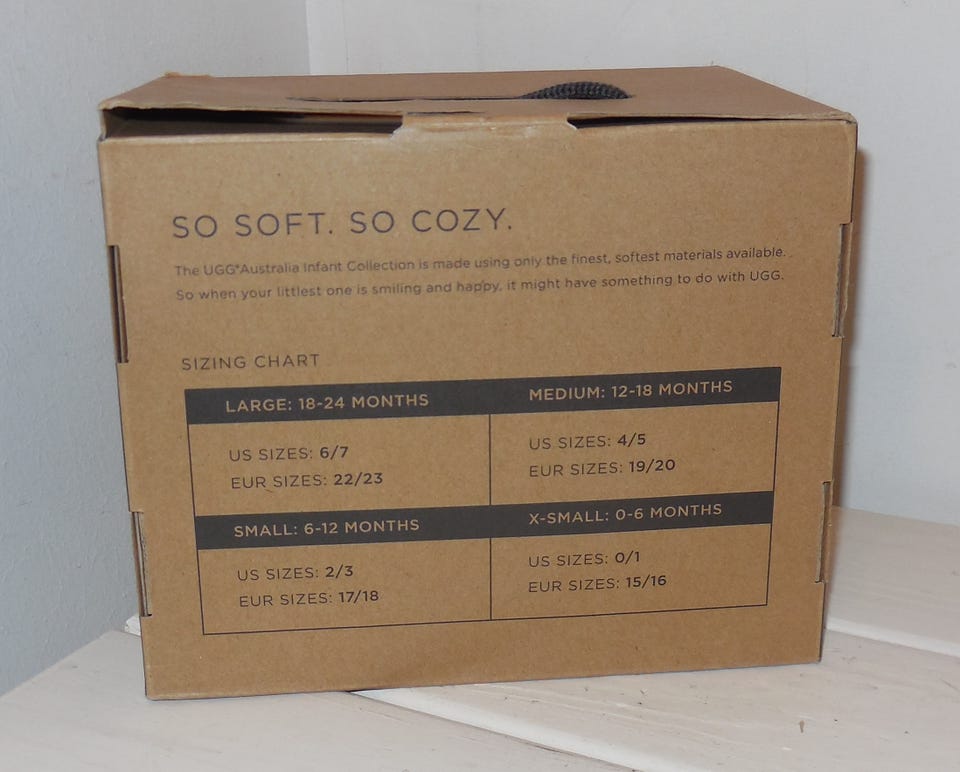 SO SOFT. SO COZY.
The UGG®Australia Infant Collection is made using only the finest, softest materials available.
So when your littlest one is smiling and happy, it might have something to do with UGG.
SIZING CHART
LARGE: 18-24 MONTHS
US SIZES: 6/7
EUR SIZES: 22/23
MEDIUM: 12-18 MONTHS
US SIZES: 4/5
EUR SIZES: 19/20
SMALL: 6-12 MONTHS
US SIZES: 2/3
EUR SIZES: 17/18
X-SMALL: 0-6 MONTHS
US SIZES: 0/1
EUR SIZES: 15/16